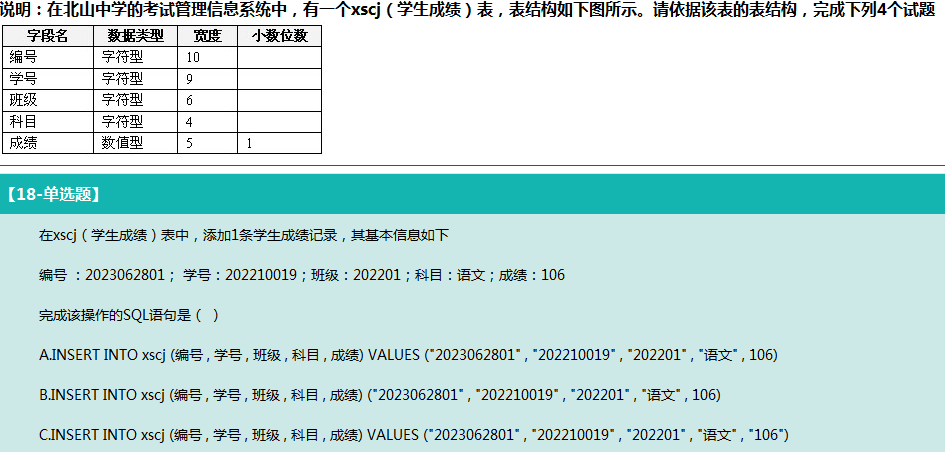 说明：在北山中学的考试管理信息系统中，有一个xscj（学生成绩）表，表结构如下图所示。请依据该表的表结构，完成下列4个试题
字段名 数据类型 宽度 小数位数
编号 字符型 10
学号 字符型 9
班级 字符型 6
科目 字符型 4
成绩 数值型 5 1
【18-单选题】
在xscj（学生成绩）表中，添加1条学生成绩记录，其基本信息如下
编号 ：2023062801； 学号：202210019；班级：202201；科目：语文；成绩：106
完成该操作的SQL语句是（ ）
A.INSERT INTO xscj (编号 , 学号 , 班级 , 科目 , 成绩) VALUES ("2023062801" , "202210019" , "202201" , "语文" , 106)
B.INSERT INTO xscj (编号 , 学号 , 班级 , 科目 , 成绩) ("2023062801" , "202210019" , "202201" , "语文" , 106)
C.INSERT INTO xscj (编号 , 学号 , 班级 , 科目 , 成绩) VALUES ("2023062801" , "202210019" , "202201" , "语文" , "106")